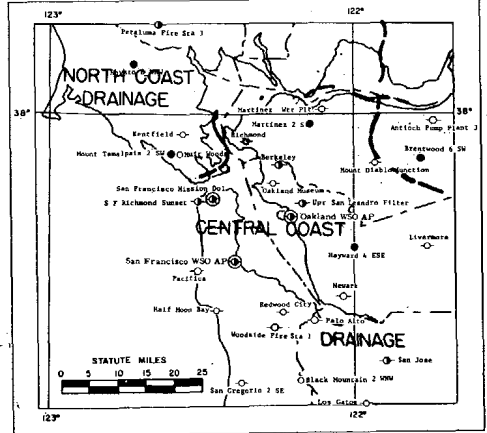 123°
122°
Petaluma Fire Sta 3
NORTH COAST
DRAINAGE
38°
38°
Martinez Wtr Plt
Antioch Pump Plant 3
Martinez 2 S
Kentfield
Richmond
Brentwood 6 SW
Mount Tamalpais 2 SW
Muir Woods
Berkeley
Mount Diablo Junction
Oakland Museum
San Francisco Mission Dol
S F Richmond Sunset
Upr San Leandro Filter
Oakland WSO AP
CENTRAL COAST
Livermore
Hayward 4 ESE
San Francisco WSO AP
Pacifica
Newark
Half Moon Bay
Redwood City
Palo Alto
Woodside Fire Sta 1
DRAINAGE
STATUTE MILES
0 5 10 15 20 25
San Jose
Black Mountain 2 WNW
San Gregorio 2 SE
Los Gatos
123°
122°